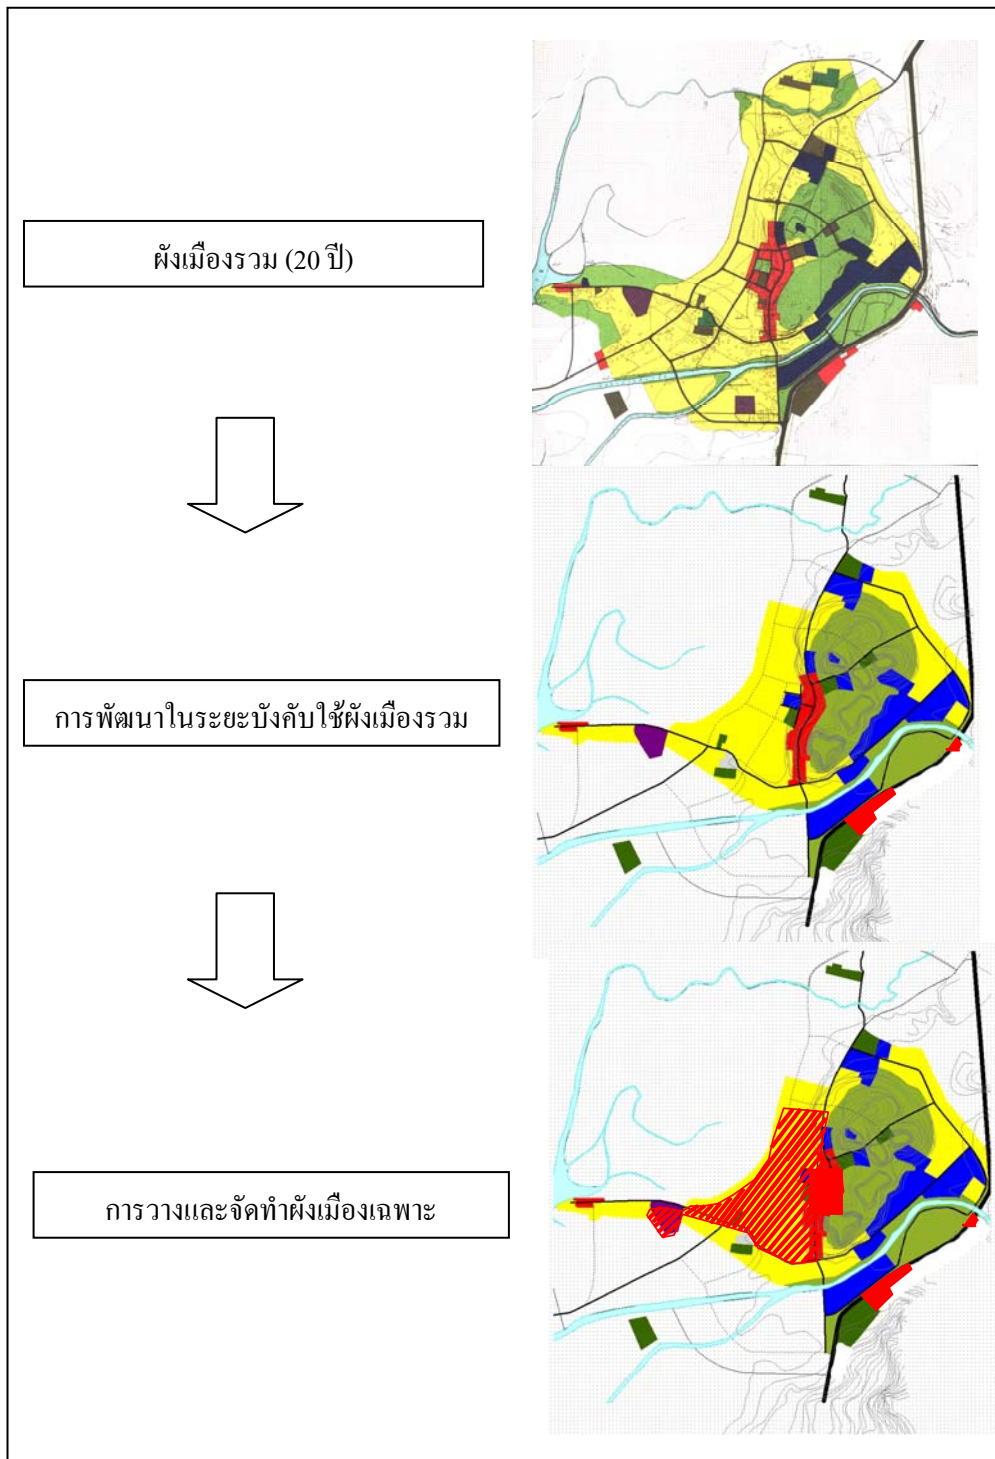 ผังเมืองรวม (20 ปี)
การพัฒนาในระยะบังคับใช้ผังเมืองรวม
การวางและจัดทำผังเมืองเฉพาะ